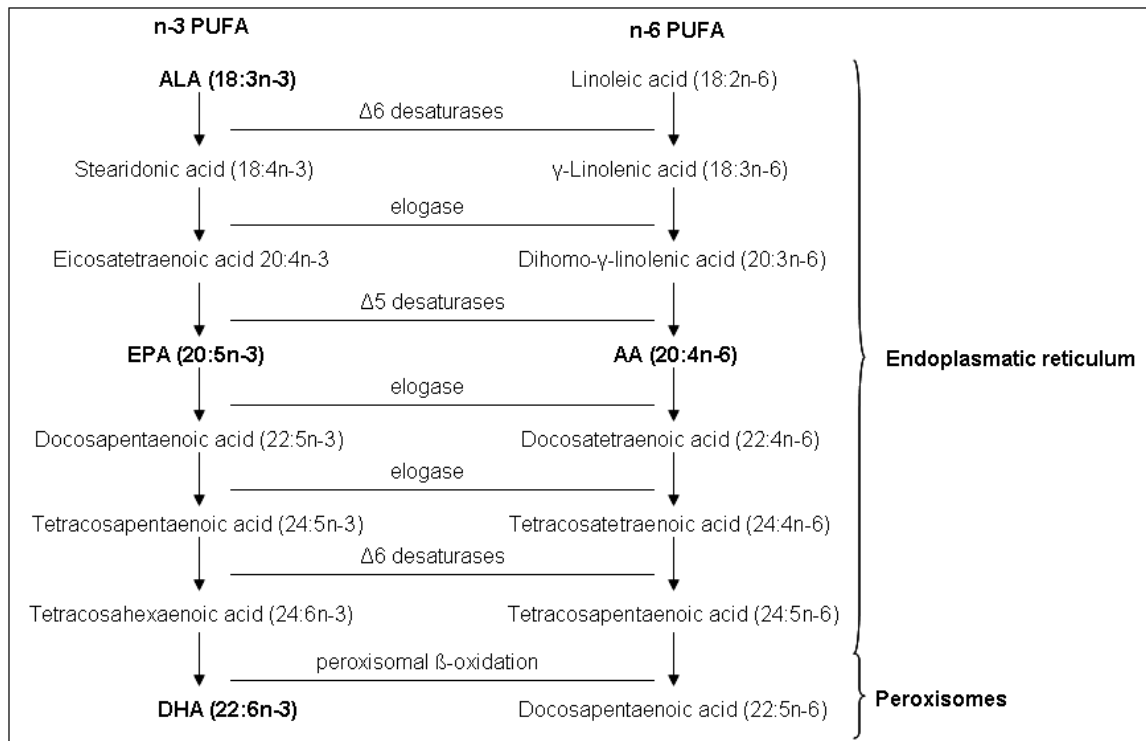 n-3 PUFA n-6 PUFA
ALA (18:3n-3) Linoleic acid (18:2n-6)
Δ6 desaturases
Stearidonic acid (18:4n-3) γ-Linolenic acid (18:3n-6)
elogase
Eicosatetraenoic acid 20:4n-3 Dihomo-γ-linolenic acid (20:3n-6)
Δ5 desaturases
EPA (20:5n-3) AA (20:4n-6) Endoplasmatic reticulum
elogase
Docosapentaenoic acid (22:5n-3) Docosatetraenoic acid (22:4n-6)
elogase
Tetracosapentaenoic acid (24:5n-3) Tetracosatetraenoic acid (24:4n-6)
Δ6 desaturases
Tetracosahexaenoic acid (24:6n-3) Tetracosapentaenoic acid (24:5n-6)
peroxisomal ß-oxidation
DHA (22:6n-3) Docosapentaenoic acid (22:5n-6) Peroxisomes